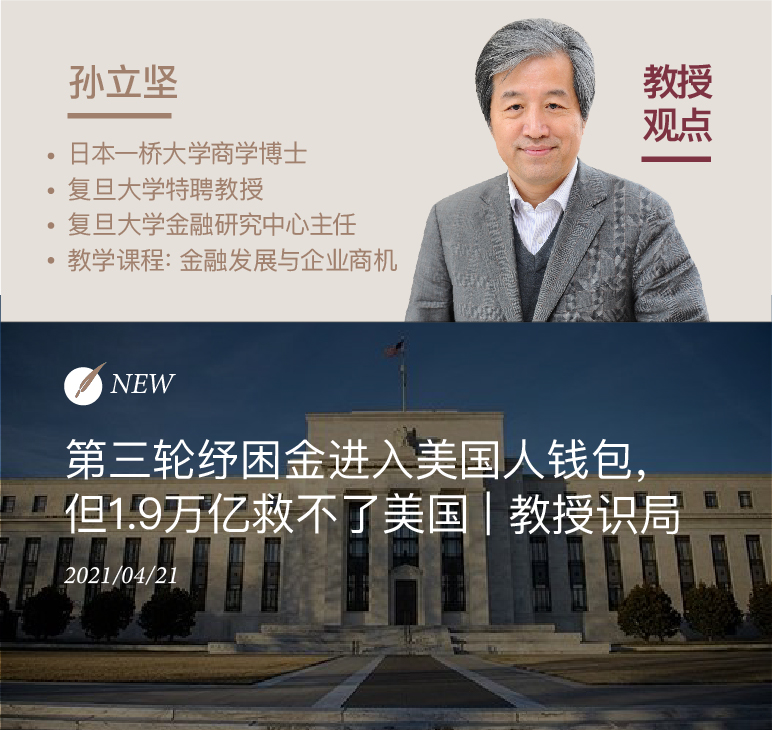 孙立坚
教授
观点
• 日本一桥大学商学博士
• 复旦大学特聘教授
• 复旦大学金融研究中心主任
• 教学课程: 金融发展与企业商机
NEW
第三轮纾困金进入美国人钱包，
但1.9万亿救不了美国 | 教授识局
2021/04/21